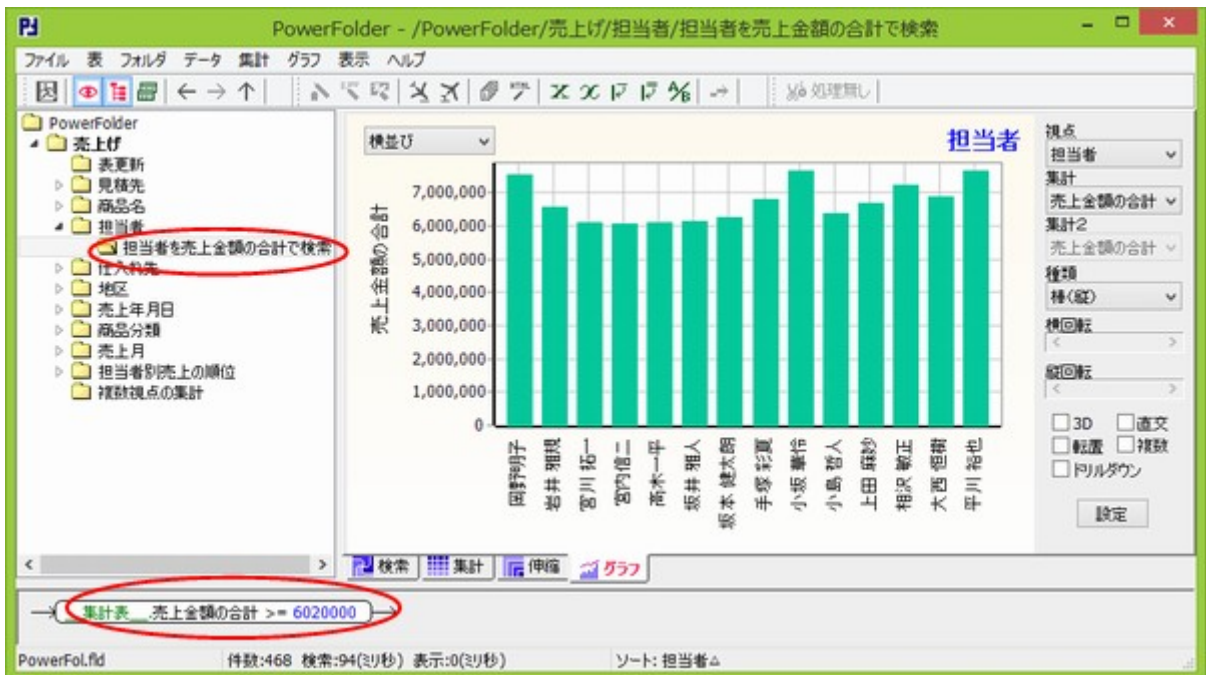 PowerFolder - /PowerFolder/売上げ/担当者/担当者を売上金額の合計で検索
ファイル 表 フォルダ データ 集計 グラフ 表示 ヘルプ
処理無し
PowerFolder
売上げ
表更新
見積先
商品名
担当者
担当者を売上金額の合計で検索
仕入れ先
地区
売上年月日
商品分類
売上月
担当者別売上の順位
複数視点の集計
横並び
担当者
売上金額の合計
7,000,000
6,000,000
5,000,000
4,000,000
3,000,000
2,000,000
1,000,000
0
岡野明子
岩井 雅規
宮川 拓一
宮内信二
高木一平
坂井 雅人
坂本 健太朗
手塚 彩夏
小坂 華伶
小島 哲人
上田 麻紗
相沢 敏正
大西 恒樹
平川 裕也
視点
担当者
集計
売上金額の合計
集計2
売上金額の合計
種類
棒(縦)
横回転
縦回転
3D 直交
転置 複数
ドリルダウン
設定
検索 集計 伸縮 グラフ
__集計表__.売上金額の合計 >= 6020000
PowerFol.fld 件数:468 検索:94(ミリ秒) 表示:0(ミリ秒) ソート: 担当者△